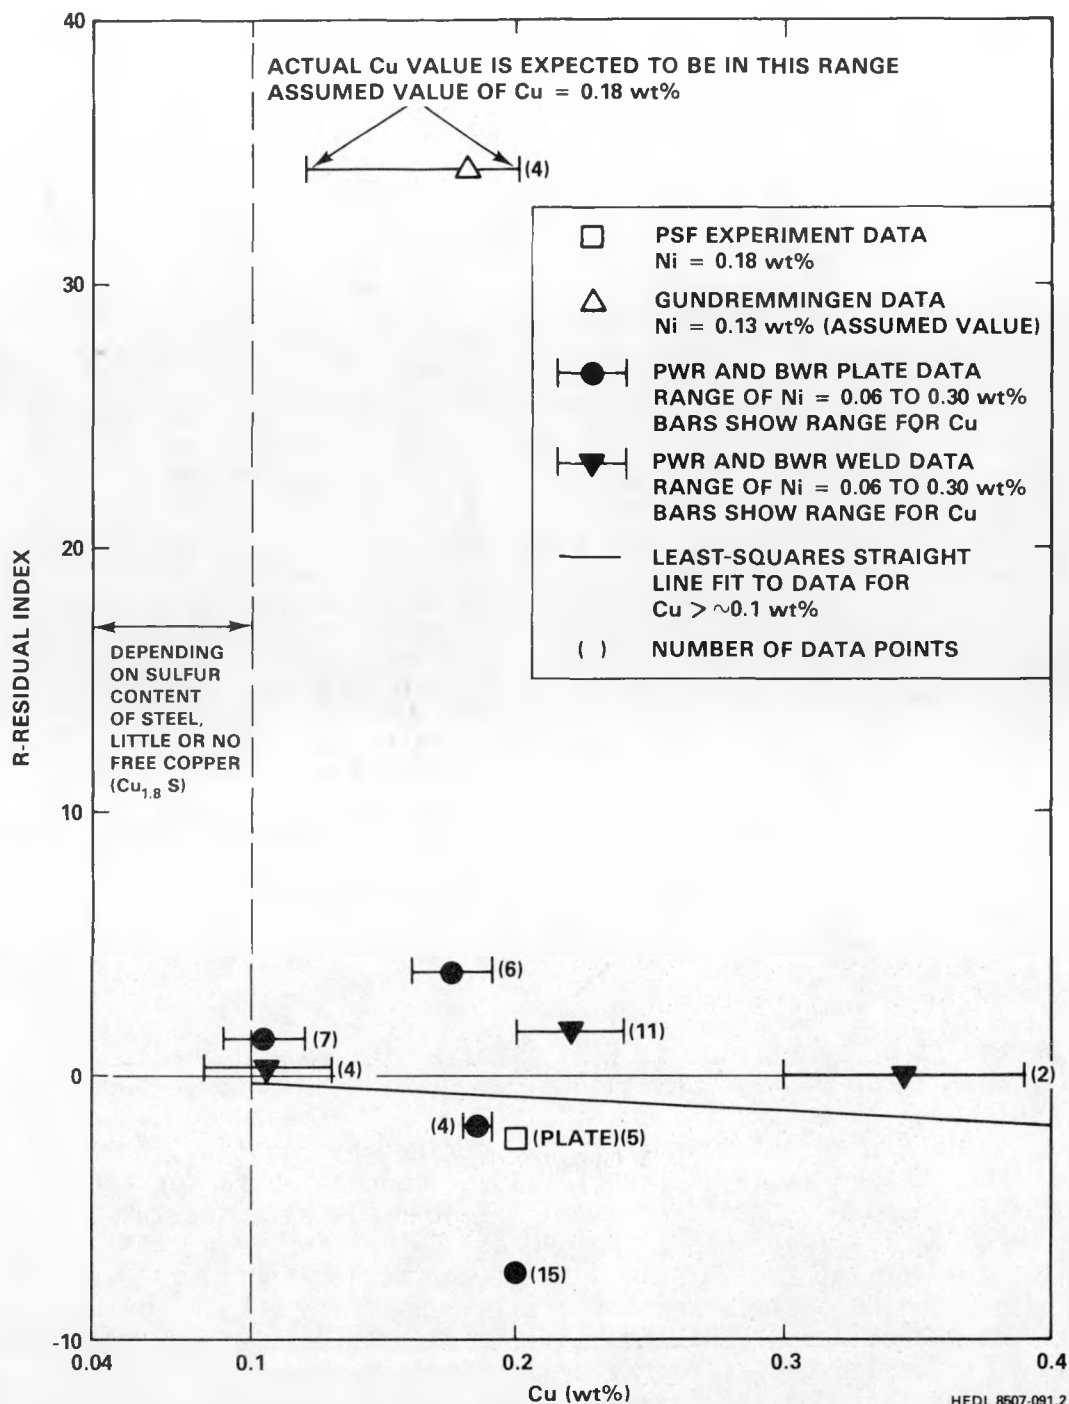 40
ACTUAL Cu VALUE IS EXPECTED TO BE IN THIS RANGE
ASSUMED VALUE OF Cu = 0.18 wt%
(4)
PSF EXPERIMENT DATA
Ni = 0.18 wt%
GUNDREMMINGEN DATA
Ni = 0.13 wt% (ASSUMED VALUE)
PWR AND BWR PLATE DATA
RANGE OF Ni = 0.06 TO 0.30 wt%
BARS SHOW RANGE FOR Cu
PWR AND BWR WELD DATA
RANGE OF Ni = 0.06 TO 0.30 wt%
BARS SHOW RANGE FOR Cu
LEAST-SQUARES STRAIGHT
LINE FIT TO DATA FOR
Cu > ~0.1 wt%
( ) NUMBER OF DATA POINTS
30
20
R-RESIDUAL INDEX
DEPENDING
ON SULFUR
CONTENT
OF STEEL,
LITTLE OR NO
FREE COPPER
(Cu1.8 S)
10
(6)
(7)
(11)
(4)
0
(2)
(4)
(PLATE)(5)
(15)
-10
0.04
0.1
0.2
0.3
0.4
Cu (wt%)
HEDL 8507-091.2